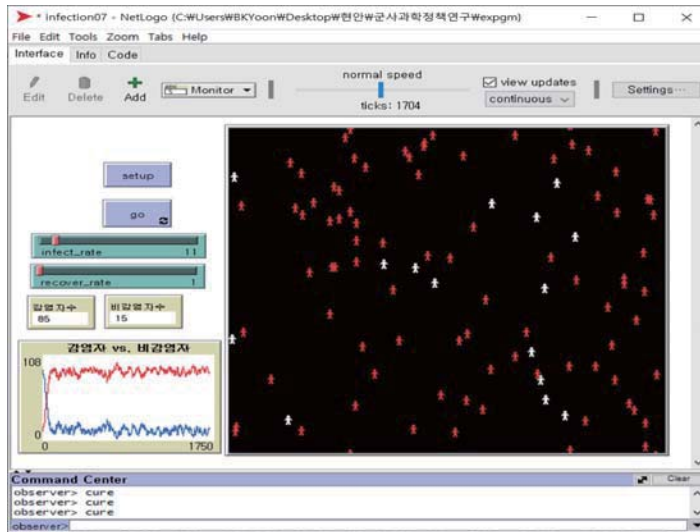 * infection07 - NetLogo {C:₩Users₩BKYoon₩Desktop₩현안₩군사과학정책연구₩expgm}
File Edit Tools Zoom Tabs Help
Interface Info Code
Edit Delete Add Monitor normal speed ticks: 1704 view updates continuous Settings...
setup
go
infect_rate 11
recover_rate 1
감염자수 비감염자수
85 15
감염자 vs. 비감염자
108
0
0 1750
Command Center Clear
observer> cure
observer> cure
observer> cure
observer>